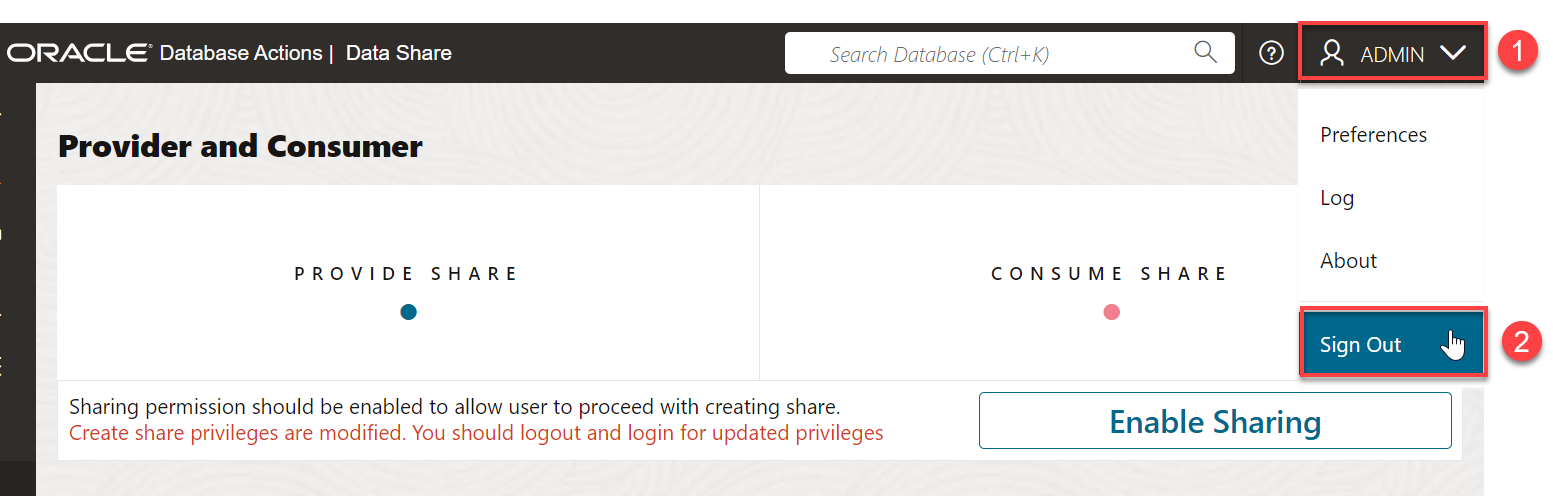 ORACLE Database Actions | Data Share
Search Database (Ctrl+K)
ADMIN
1
Preferences
Log
About
Sign Out
2
Provider and Consumer
PROVIDE SHARE
CONSUME SHARE
Sharing permission should be enabled to allow user to proceed with creating share.
Create share privileges are modified. You should logout and login for updated privileges
Enable Sharing